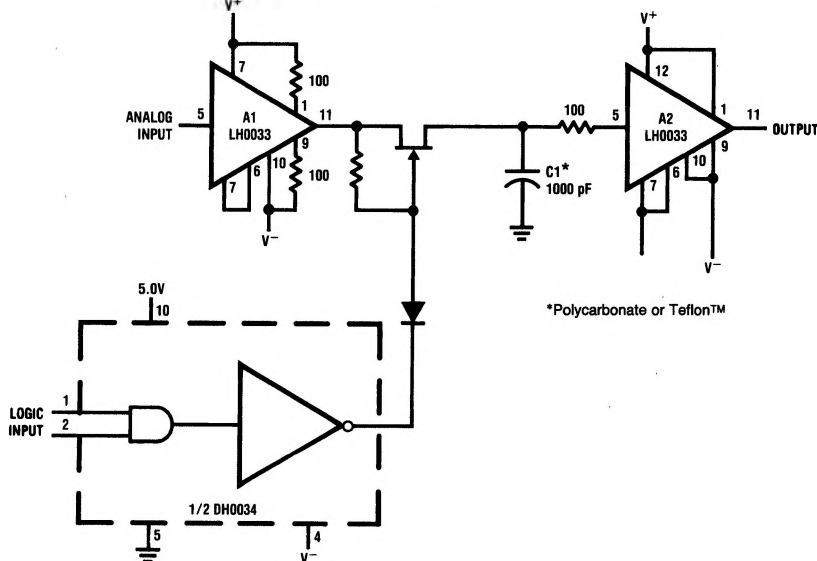 V+
7
100
1
ANALOG
INPUT
5
A1
LH0033
11
9
10
6
7
100
V−
C1*
1000 pF
100
V+
12
1
5
A2
LH0033
11
OUTPUT
9
10
6
7
V−
*Polycarbonate or Teflon™
5.0V
10
LOGIC
INPUT
1
2
1/2 DH0034
5
4
V−